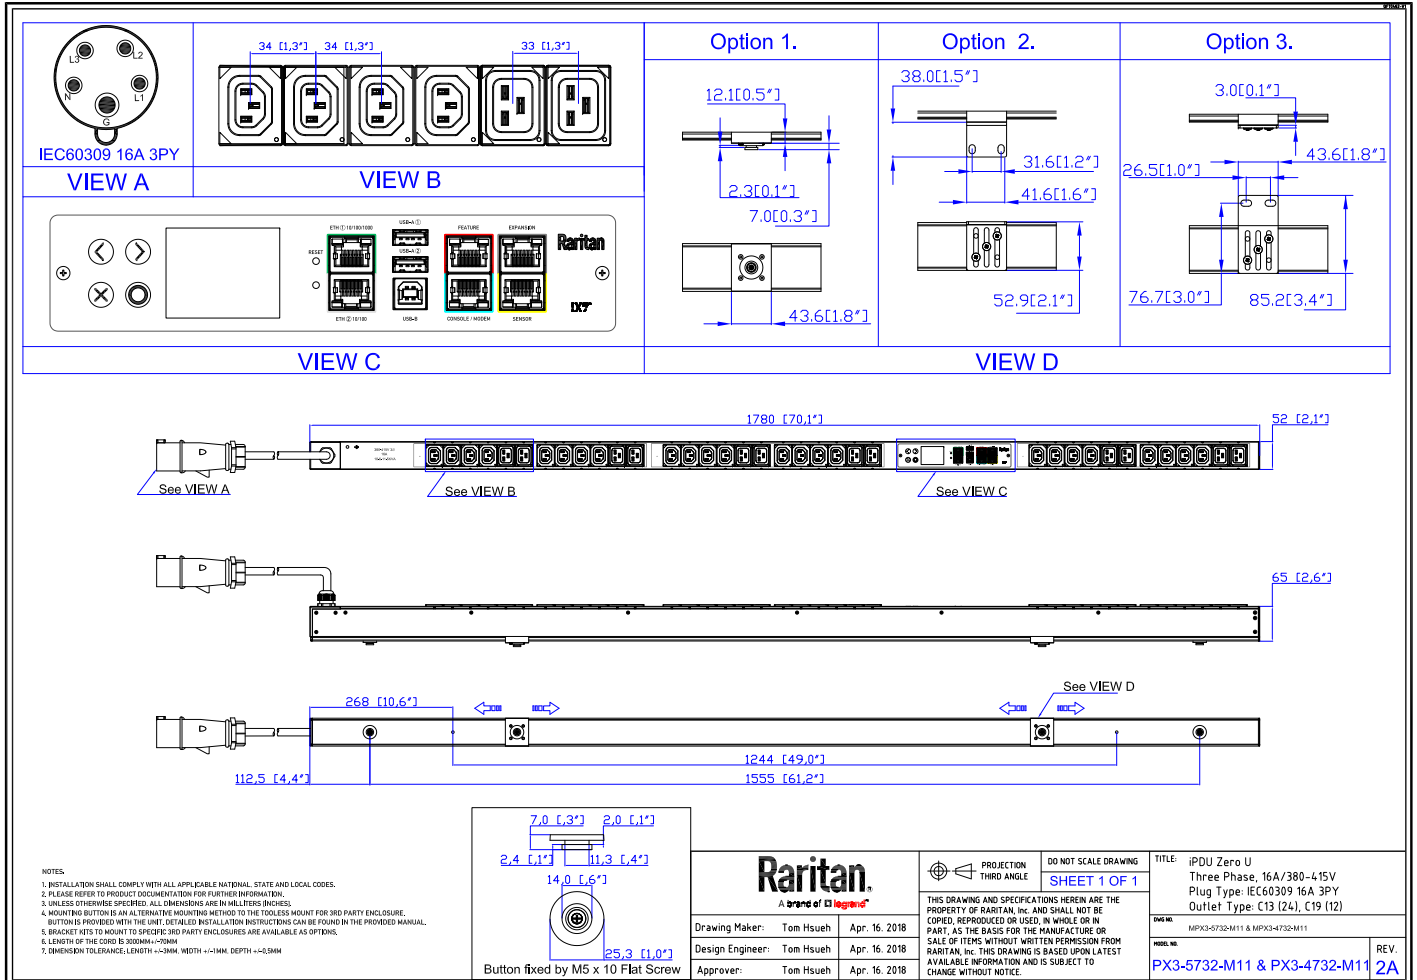 L3
L2
N
L1
G
IEC60309 16A 3PY
VIEW A
34 [1,3"]
34 [1,3"]
33 [1,3"]
VIEW B
RESET
ETH ① 10/100/1000
ETH ② 10/100
USB-A ①
USB-A ②
USB-B
FEATURE
EXPANSION
CONSOLE / MODEM
SENSOR
Raritan
iX7™
VIEW C
Option 1.
12.1[0.5"]
2.3[0.1"]
7.0[0.3"]
43.6[1.8"]
Option 2.
38.0[1.5"]
31.6[1.2"]
41.6[1.6"]
52.9[2.1"]
Option 3.
3.0[0.1"]
43.6[1.8"]
26.5[1.0"]
76.7[3.0"]
85.2[3.4"]
VIEW D
1780 [70,1"]
52 [2,1"]
See VIEW A
See VIEW B
See VIEW C
65 [2,6"]
268 [10,6"]
See VIEW D
1244 [49,0"]
112,5 [4,4"]
1555 [61,2"]
7,0 [,3"]
2,0 [,1"]
2,4 [,1"]
11,3 [,4"]
14,0 [,6"]
25,3 [1,0"]
Button fixed by M5 x 10 Flat Screw
NOTES.
1. INSTALLATION SHALL COMPLY WITH ALL APPLICABLE NATIONAL, STATE AND LOCAL CODES.
2. PLEASE REFER TO PRODUCT DOCUMENTATION FOR FURTHER INFORMATION.
3. UNLESS OTHERWISE SPECIFIED, ALL DIMENSIONS ARE IN MILLITERS [INCHES].
4. MOUNTING BUTTON IS AN ALTERNATIVE MOUNTING METHOD TO THE TOOLESS MOUNT FOR 3RD PARTY ENCLOSURE.
BUTTON IS PROVIDED WITH THE UNIT. DETAILED INSTALLATION INSTRUCTIONS CAN BE FOUND IN THE PROVIDED MANUAL.
5. BRACKET KITS TO MOUNT TO SPECIFIC 3RD PARTY ENCLOSURES ARE AVAILABLE AS OPTIONS.
6. LENGTH OF THE CORD IS 3000MM+/-70MM
7. DIMENSION TOLERANCE: LENGTH +/-3MM. WIDTH +/-1MM. DEPTH +/-0.5MM
Raritan.
A brand of legrand
Drawing Maker: Tom Hsueh Apr. 16. 2018
Design Engineer: Tom Hsueh Apr. 16. 2018
Approver: Tom Hsueh Apr. 16. 2018
PROJECTION
THIRD ANGLE
DO NOT SCALE DRAWING
SHEET 1 OF 1
THIS DRAWING AND SPECIFICATIONS HEREIN ARE THE
PROPERTY OF RARITAN, Inc. AND SHALL NOT BE
COPIED, REPRODUCED OR USED, IN WHOLE OR IN
PART, AS THE BASIS FOR THE MANUFACTURE OR
SALE OF ITEMS WITHOUT WRITTEN PERMISSION FROM
RARITAN, Inc. THIS DRAWING IS BASED UPON LATEST
AVAILABLE INFORMATION AND IS SUBJECT TO
CHANGE WITHOUT NOTICE.
TITLE: iPDU Zero U
Three Phase, 16A/380-415V
Plug Type: IEC60309 16A 3PY
Outlet Type: C13 (24), C19 (12)
DWG NO.
MPX3-5732-M11 & MPX3-4732-M11
MODEL NO.
PX3-5732-M11 & PX3-4732-M11
REV.
2A